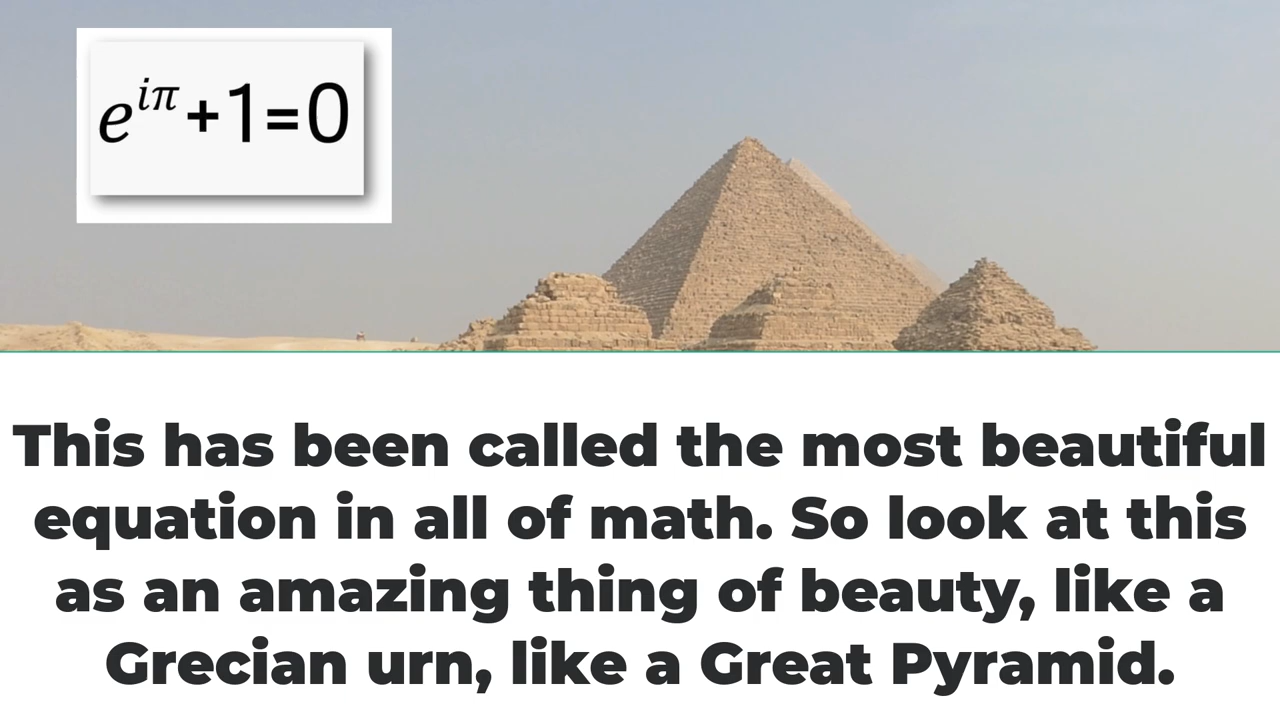 e^{iπ}+1=0
This has been called the most beautiful
equation in all of math. So look at this
as an amazing thing of beauty, like a
Grecian urn, like a Great Pyramid.